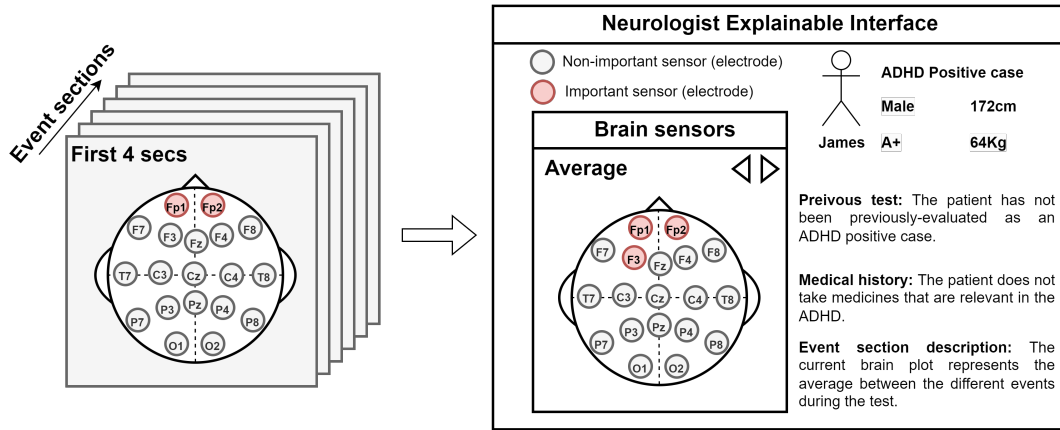 Event sections
First 4 secs
Fp1 Fp2
F7 F3 Fz F4 F8
T7 C3 Cz C4 T8
P7 P3 Pz P4 P8
O1 O2
Neurologist Explainable Interface
Non-important sensor (electrode)
Important sensor (electrode)
Brain sensors
Average
Fp1 Fp2
F7 F3 Fz F4 F8
T7 C3 Cz C4 T8
P7 P3 Pz P4 P8
O1 O2
ADHD Positive case
Male 172cm
James A+ 64Kg
Preivous test: The patient has not
been previously-evaluated as an
ADHD positive case.
Medical history: The patient does not
take medicines that are relevant in the
ADHD.
Event section description: The
current brain plot represents the
average between the different events
during the test.